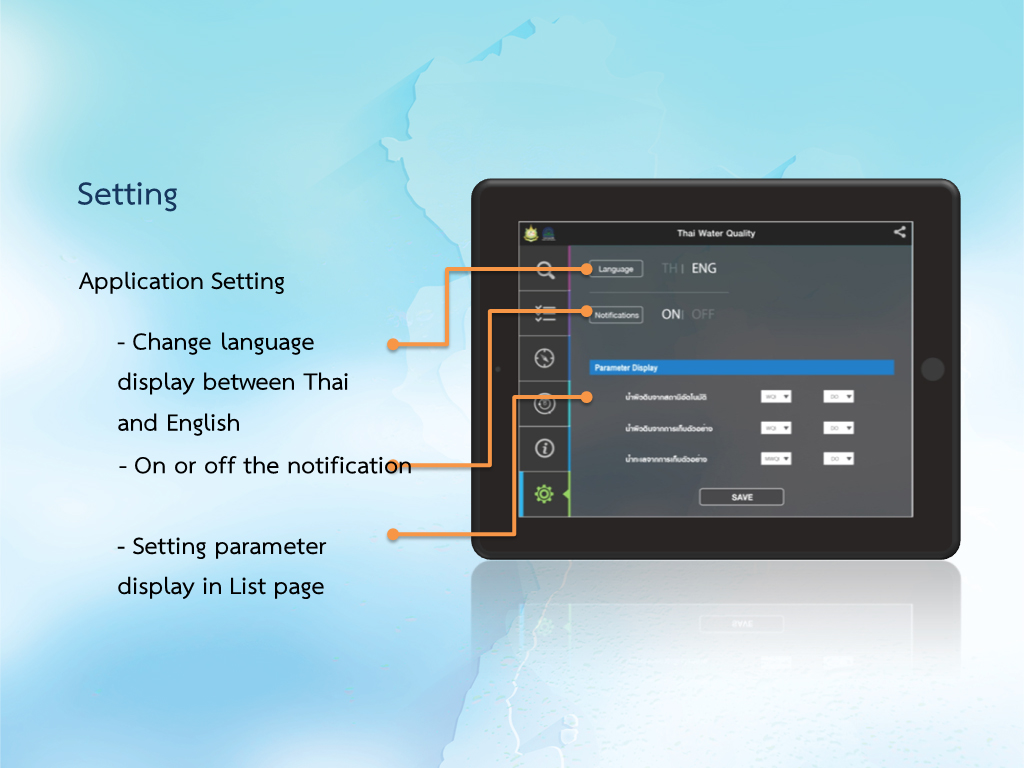 Setting
Application Setting
- Change language
display between Thai
and English
- On or off the notification
- Setting parameter
display in List page
Thai Water Quality
Language TH | ENG
Notifications ON| OFF
Parameter Display
น้ำผิวดินจากสถานีอัตโนมัติ WQI DO
น้ำผิวดินจากการเก็บตัวอย่าง WQI DO
น้ำทะเลจากการเก็บตัวอย่าง MWQI DO
SAVE